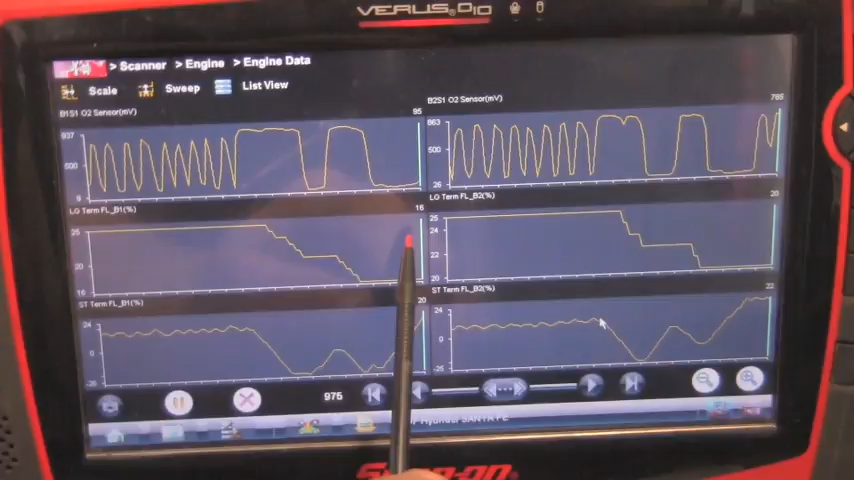 VERUS® PRO
> Scanner > Engine > Engine Data
Scale Sweep List View
B1S1 O2 Sensor(mV) 95
937
500
9
B2S1 O2 Sensor(mV) 785
863
500
26
LG Term FL_B1(%) 16
25
20
16
LG Term FL_B2(%) 20
25
24
22
20
ST Term FL_B1(%) 20
24
0
-26
ST Term FL_B2(%) 22
24
0
-25
975
Hyundai SANTA FE
Snap-on